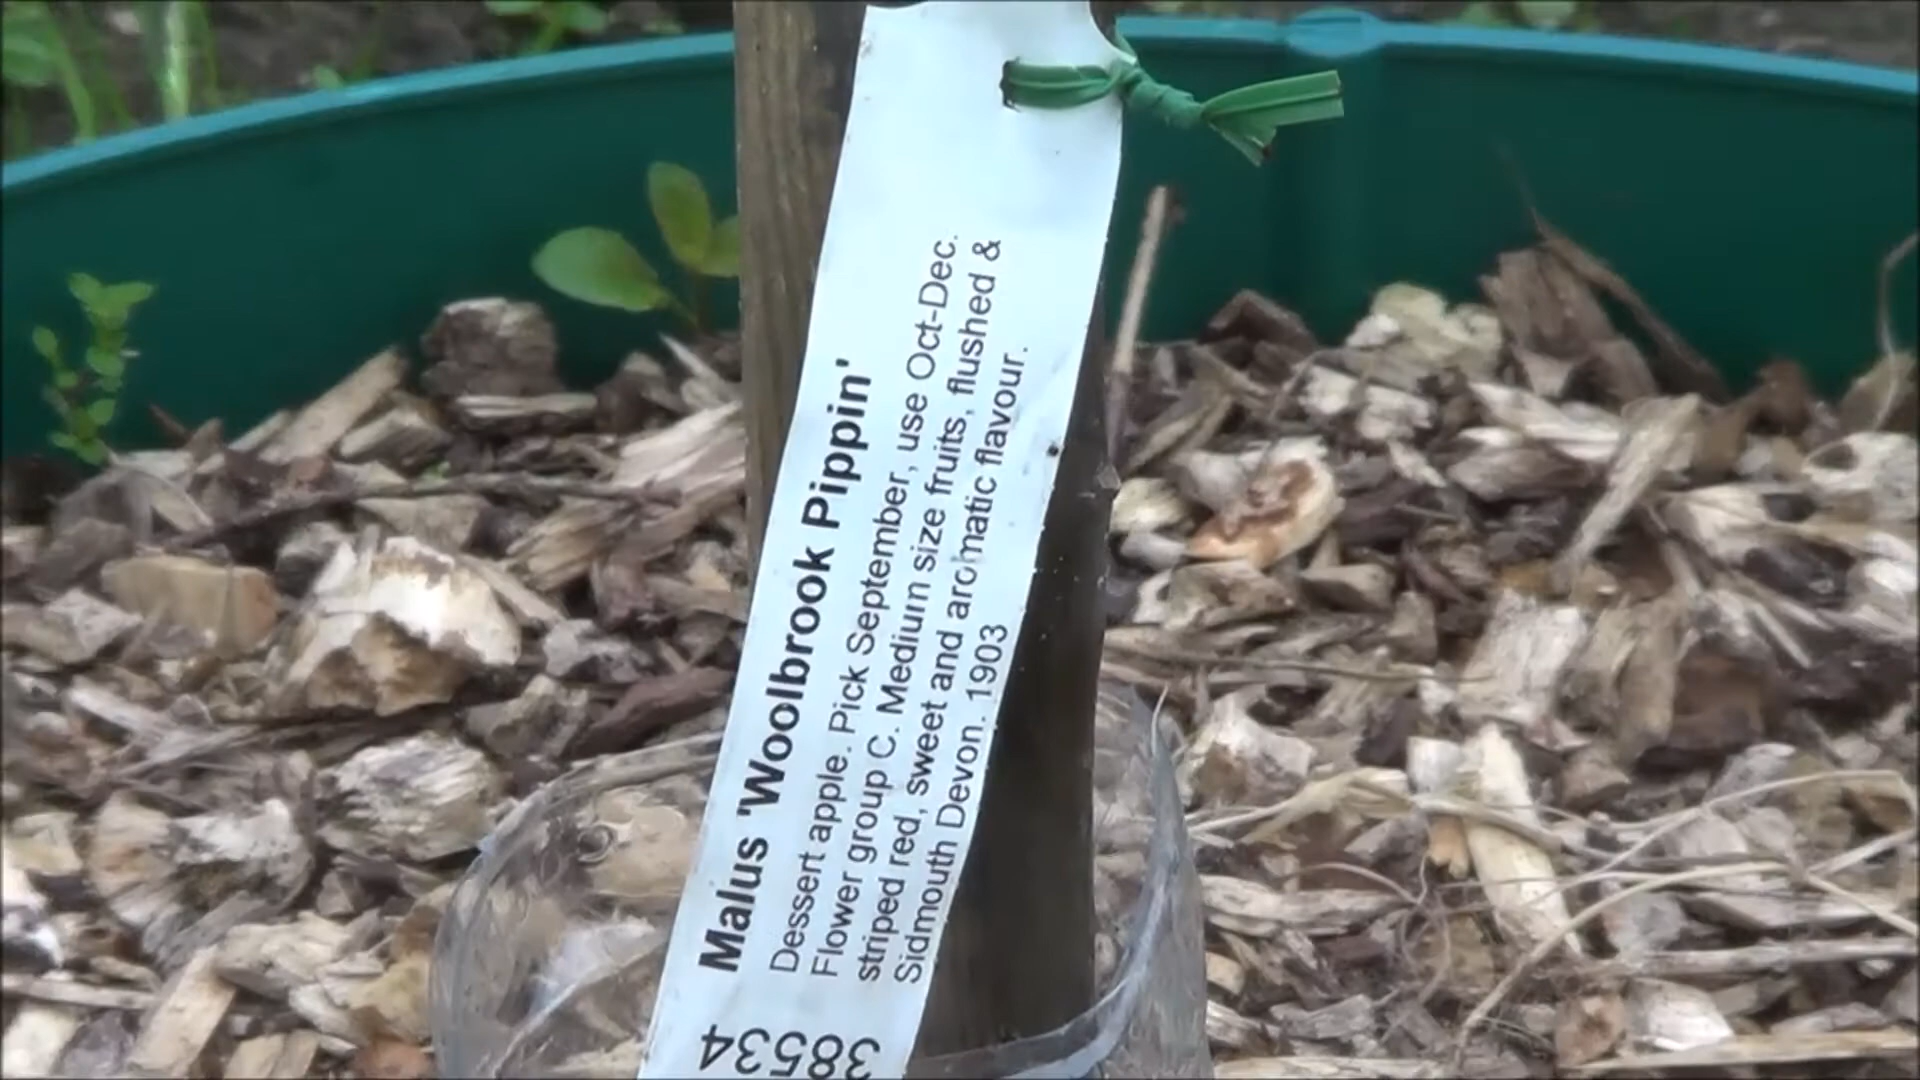 Malus 'Woolbrook Pippin'
Dessert apple. Pick September, use Oct-Dec.
Flower group C. Medium size fruits, flushed &
striped red, sweet and aromatic flavour.
Sidmouth Devon. 1903
38534